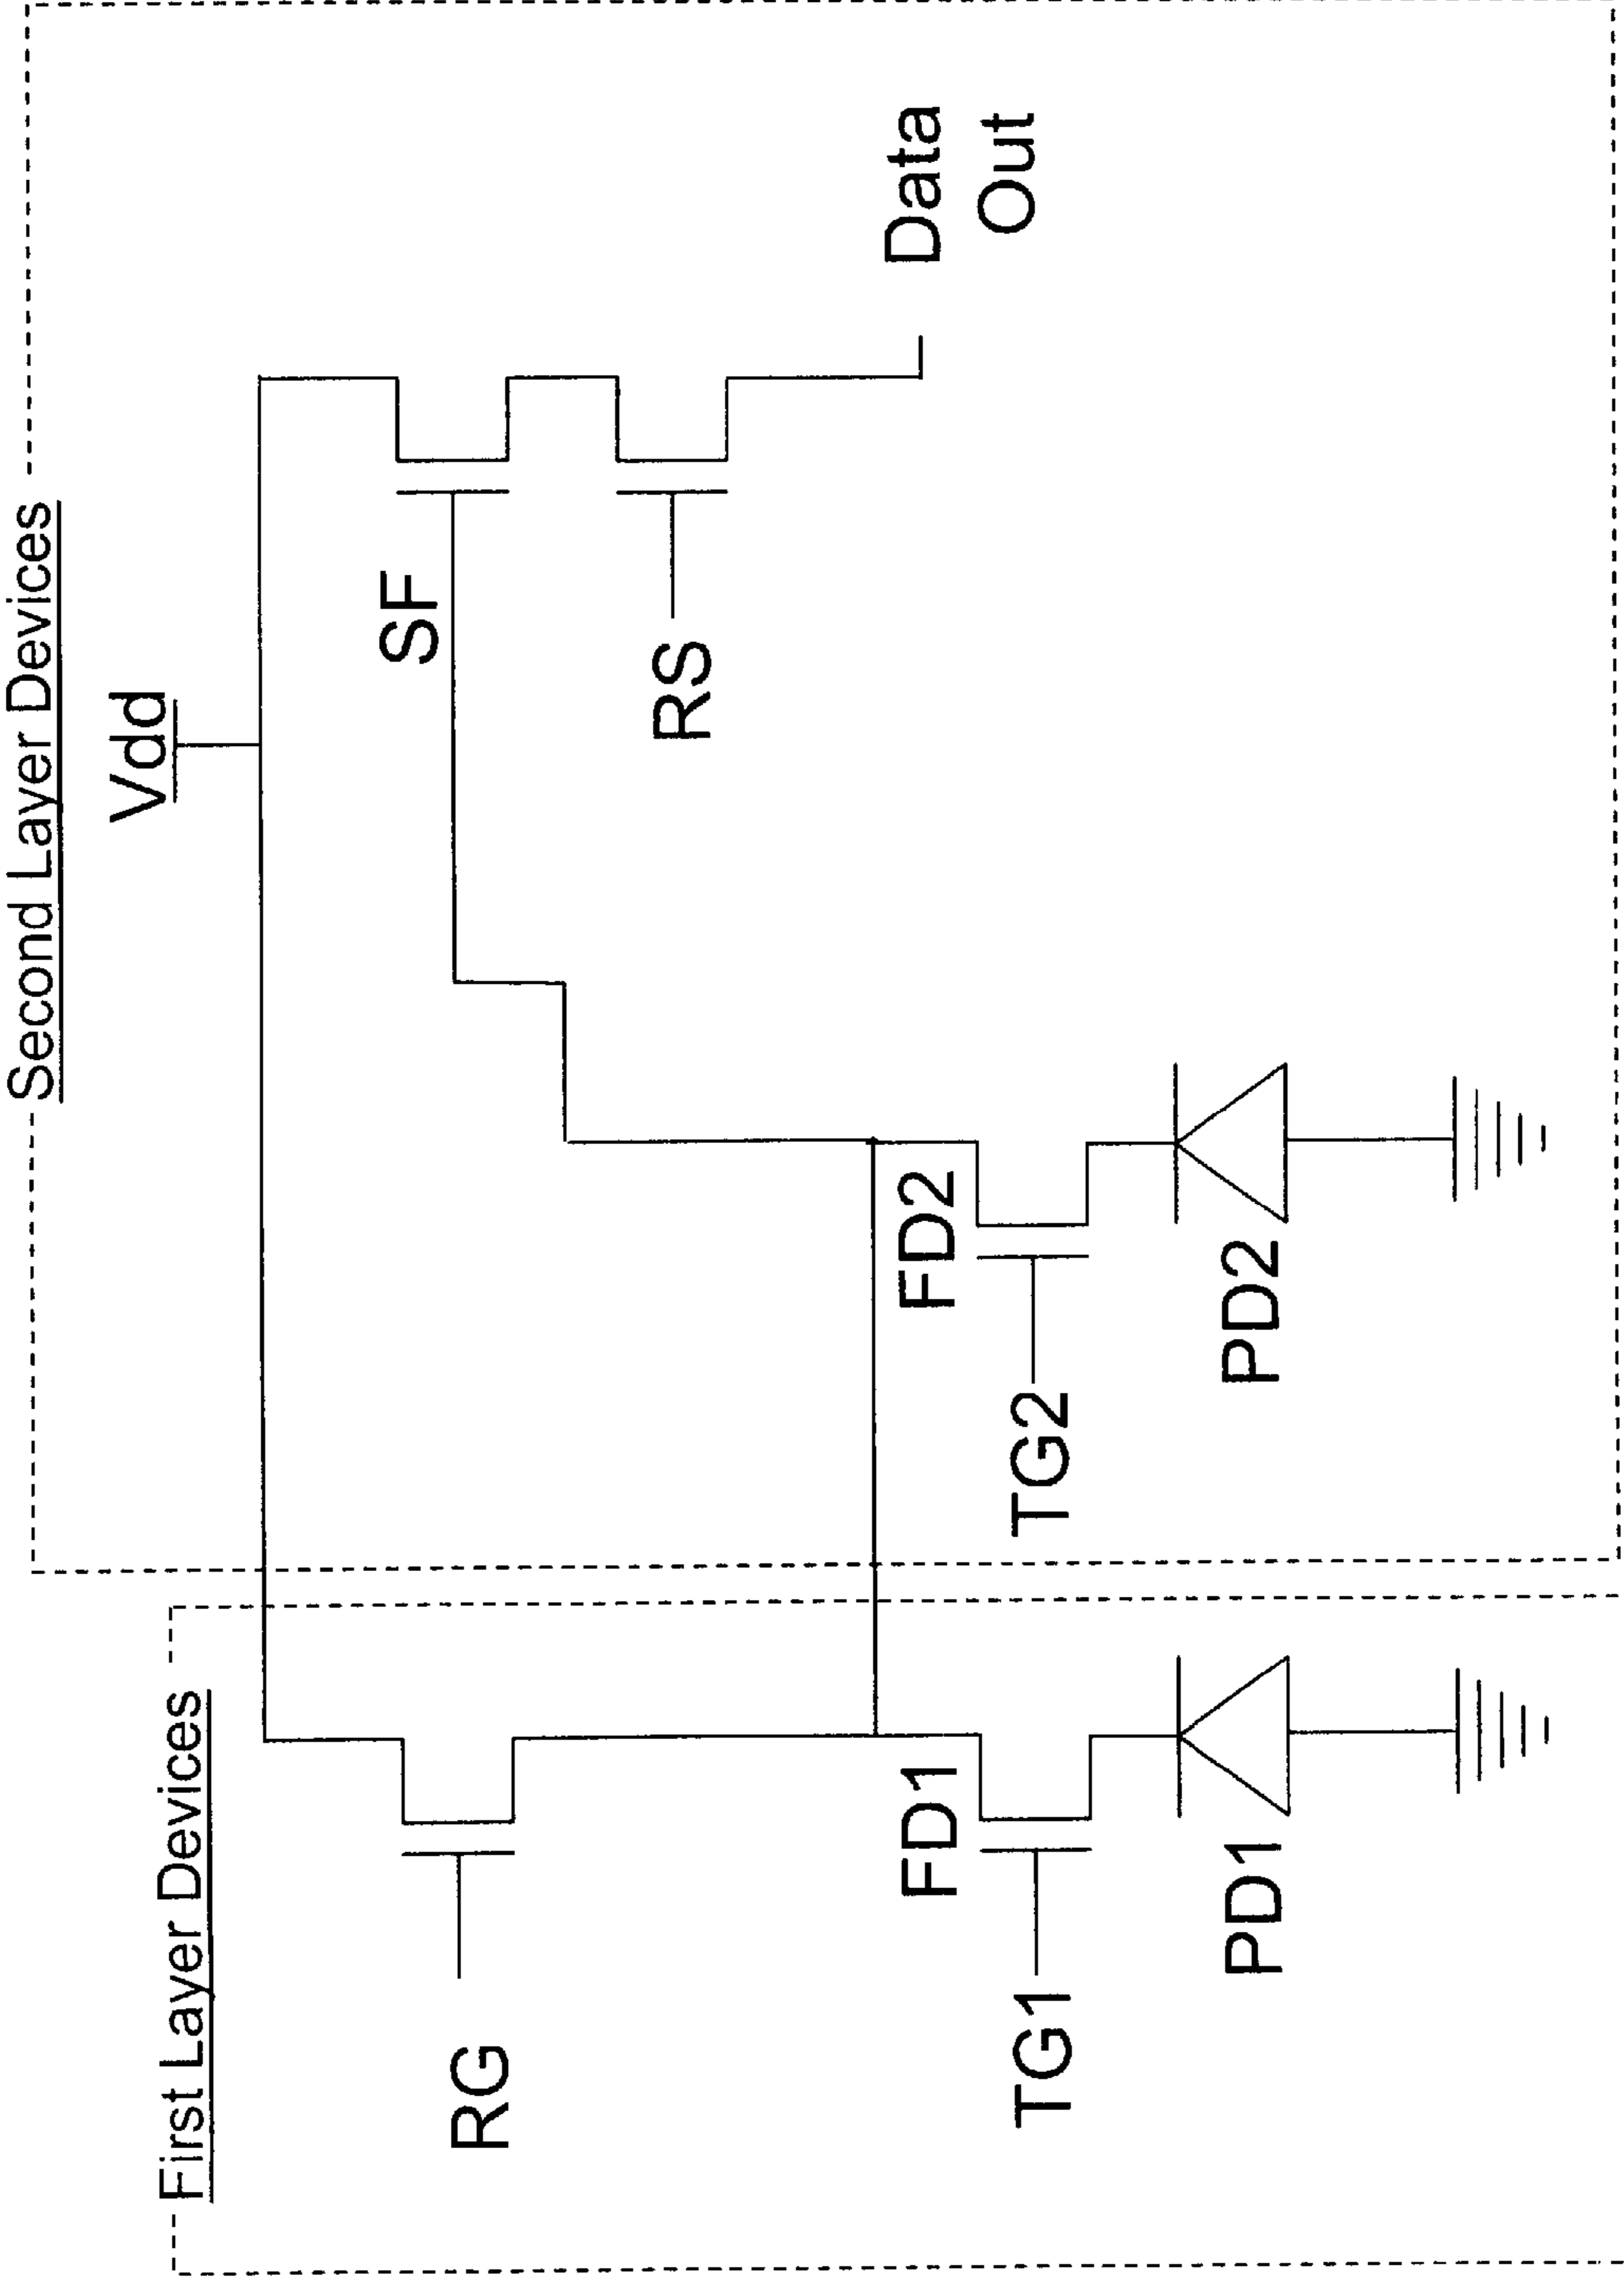 Second Layer Devices
First Layer Devices
Vdd
RG
SF
RS
FD1
FD2
Data
Out
TG1
TG2
PD1
PD2